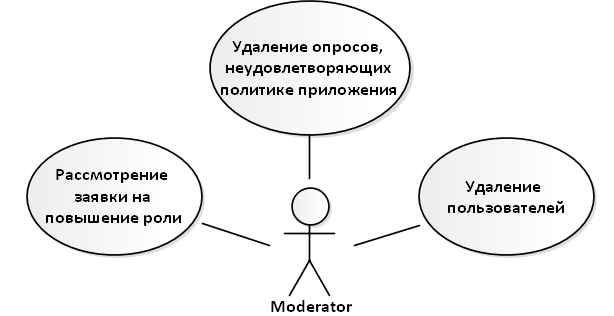 Удаление опросов,
неудовлетворяющих
политике приложения
Рассмотрение
заявки на
повышение роли
Удаление
пользователей
Moderator